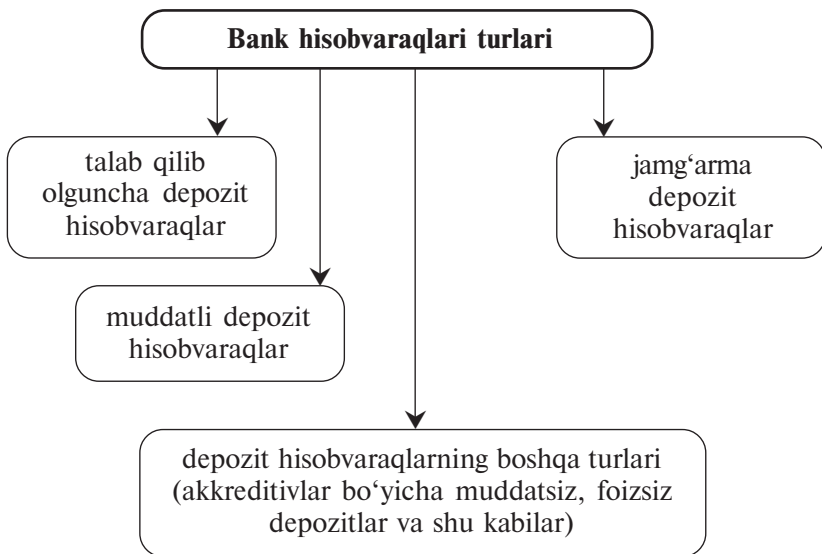 Bank hisobvaraqlari turlari
talab qilib
olguncha depozit
hisobvaraqlar
jamg‘arma
depozit
hisobvaraqlar
muddatli depozit
hisobvaraqlar
depozit hisobvaraqlarning boshqa turlari
(akkreditivlar bo‘yicha muddatsiz, foizsiz
depozitlar va shu kabilar)